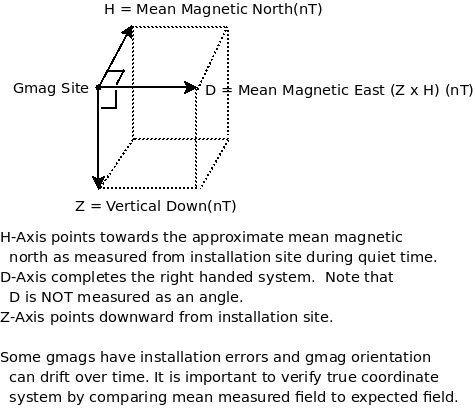 H = Mean Magnetic North(nT)
Gmag Site
D = Mean Magnetic East (Z x H) (nT)
Z = Vertical Down(nT)
H-Axis points towards the approximate mean magnetic
north as measured from installation site during quiet time.
D-Axis completes the right handed system.  Note that
D is NOT measured as an angle.
Z-Axis points downward from installation site.
Some gmags have installation errors and gmag orientation
can drift over time. It is important to verify true coordinate
system by comparing mean measured field to expected field.